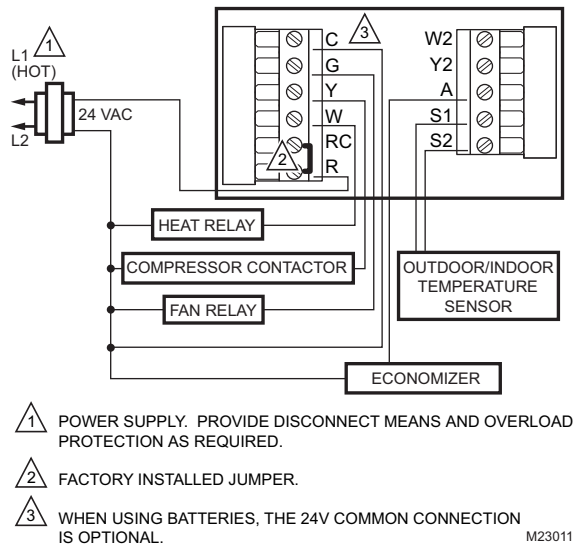 L1
(HOT)
1
L2
24 VAC
C
3
G
Y
W
RC
2
R
W2
Y2
A
S1
S2
HEAT RELAY
COMPRESSOR CONTACTOR
FAN RELAY
OUTDOOR/INDOOR
TEMPERATURE
SENSOR
ECONOMIZER
1 POWER SUPPLY. PROVIDE DISCONNECT MEANS AND OVERLOAD
PROTECTION AS REQUIRED.
2 FACTORY INSTALLED JUMPER.
3 WHEN USING BATTERIES, THE 24V COMMON CONNECTION
IS OPTIONAL.
M23011